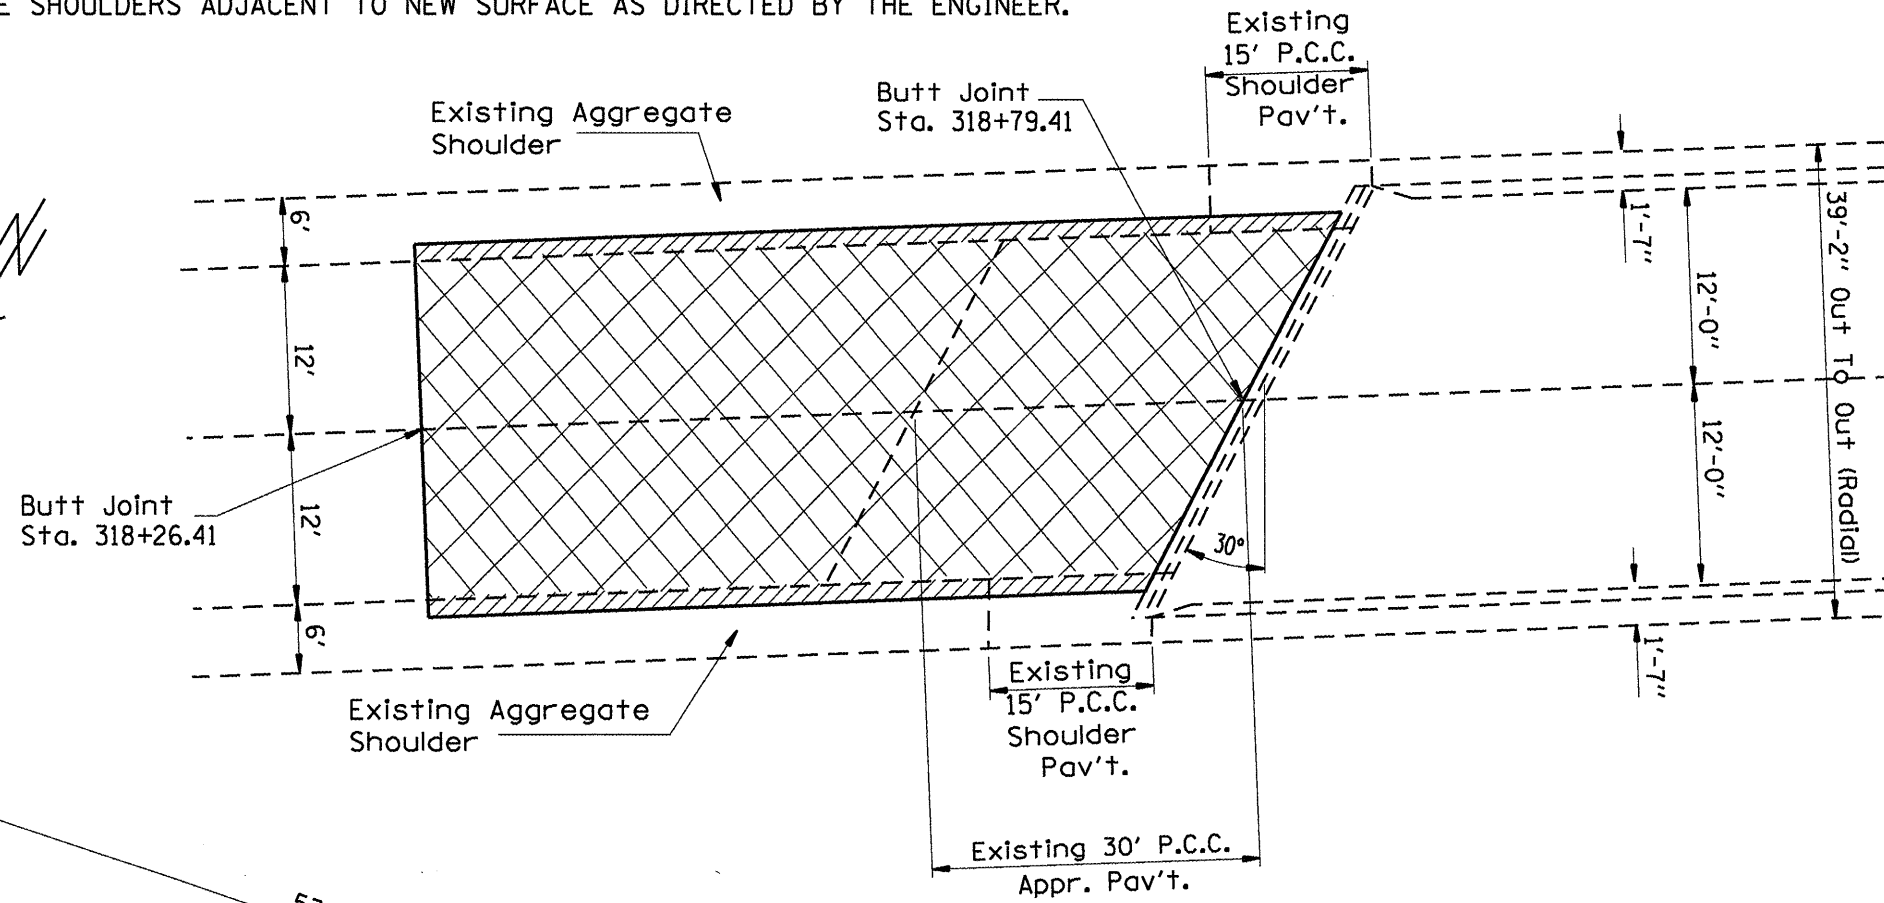 SHOULDERS ADJACENT TO NEW SURFACE AS DIRECTED BY THE ENGINEER.
Existing
15' P.C.C.
Shoulder
Pav't.
Butt Joint
Sta. 318+79.41
Existing Aggregate
Shoulder
6'
12'
12'
6'
1'-7"
12'-0"
12'-0"
39'-2" Out To Out (Radial)
1'-7"
Butt Joint
Sta. 318+26.41
30°
Existing Aggregate
Shoulder
Existing
15' P.C.C.
Shoulder
Pav't.
Existing 30' P.C.C.
Appr. Pav't.